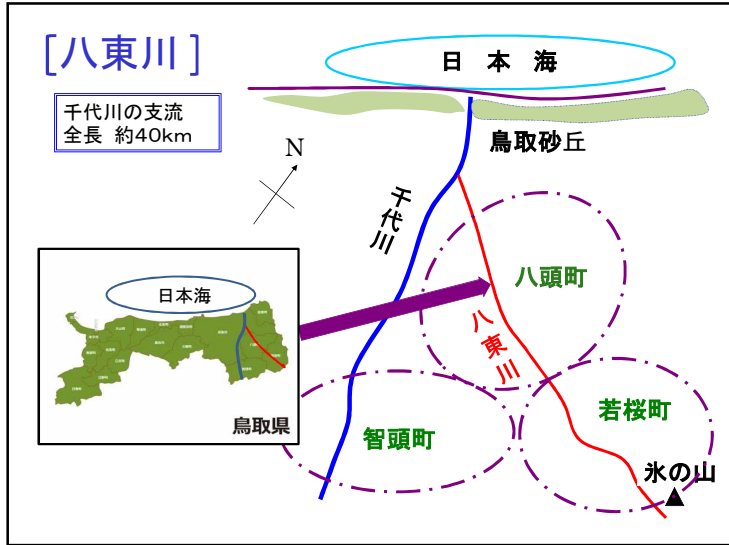 [八東川]
千代川の支流
全長 約40km
日 本 海
鳥取砂丘
N
千代川
八頭町
八東川
日本海
鳥取県
智頭町
若桜町
氷の山